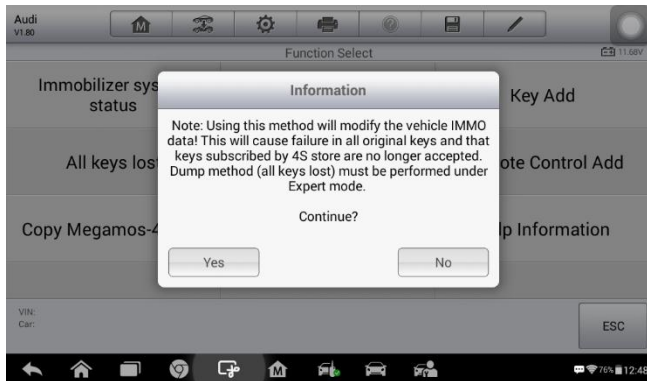 Audi
V1.80
Function Select
11.68V
Immobilizer sys
status
Information
Key Add
Note: Using this method will modify the vehicle IMMO
data! This will cause failure in all original keys and that
keys subscribed by 4S store are no longer accepted.
Dump method (all keys lost) must be performed under
Expert mode.
Continue?
All keys lost
ote Control Add
Copy Megamos-4
lp Information
Yes
No
VIN:
Car:
ESC
76%
12:48